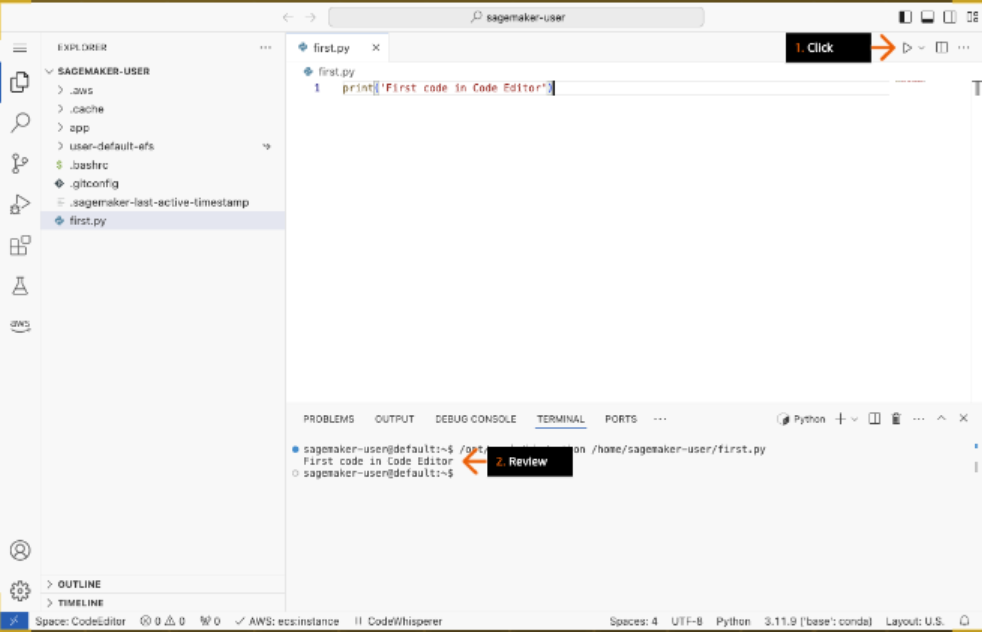 sagemaker-user
EXPLORER
first.py
1. Click
SAGEMAKER-USER
first.py
.aws
1 print('First code in Code Editor')
.cache
app
user-default-efs
$ .bashrc
.gitconfig
.sagemaker-last-active-timestamp
first.py
aws
PROBLEMS OUTPUT DEBUG CONSOLE TERMINAL PORTS
Python
sagemaker-user@default:~$ /opt/ on /home/sagemaker-user/first.py
First code in Code Editor
2. Review
sagemaker-user@default:~$
OUTLINE
TIMELINE
Space: CodeEditor 0 0 0 AWS: ecs:instance CodeWhisperer Spaces: 4 UTF-8 Python 3.11.9 ('base': conda) Layout: U.S.